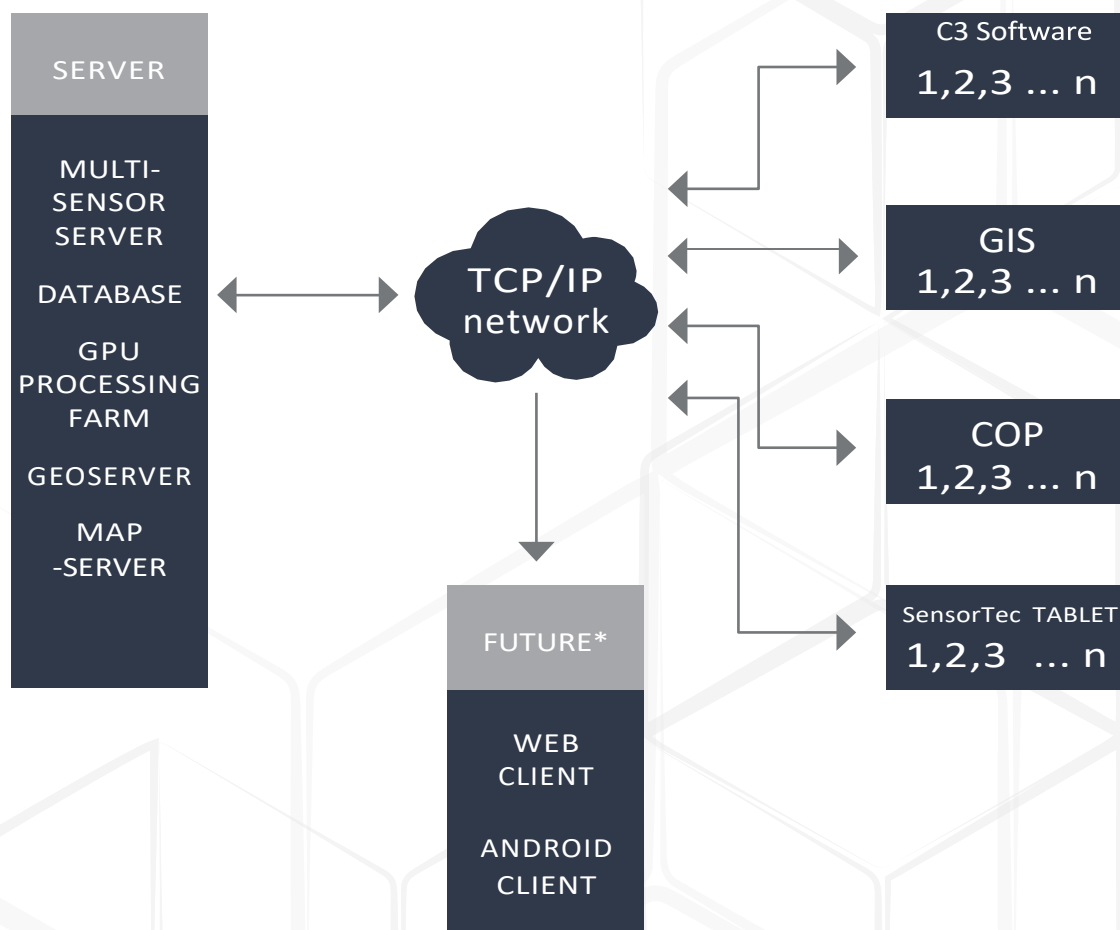 SERVER
MULTI-
SENSOR
SERVER
DATABASE
GPU
PROCESSING
FARM
GEOSERVER
MAP
-SERVER
TCP/IP
network
FUTURE*
WEB
CLIENT
ANDROID
CLIENT
C3 Software
1,2,3 ... n
GIS
1,2,3 ... n
COP
1,2,3 ... n
SensorTec TABLET
1,2,3 ... n